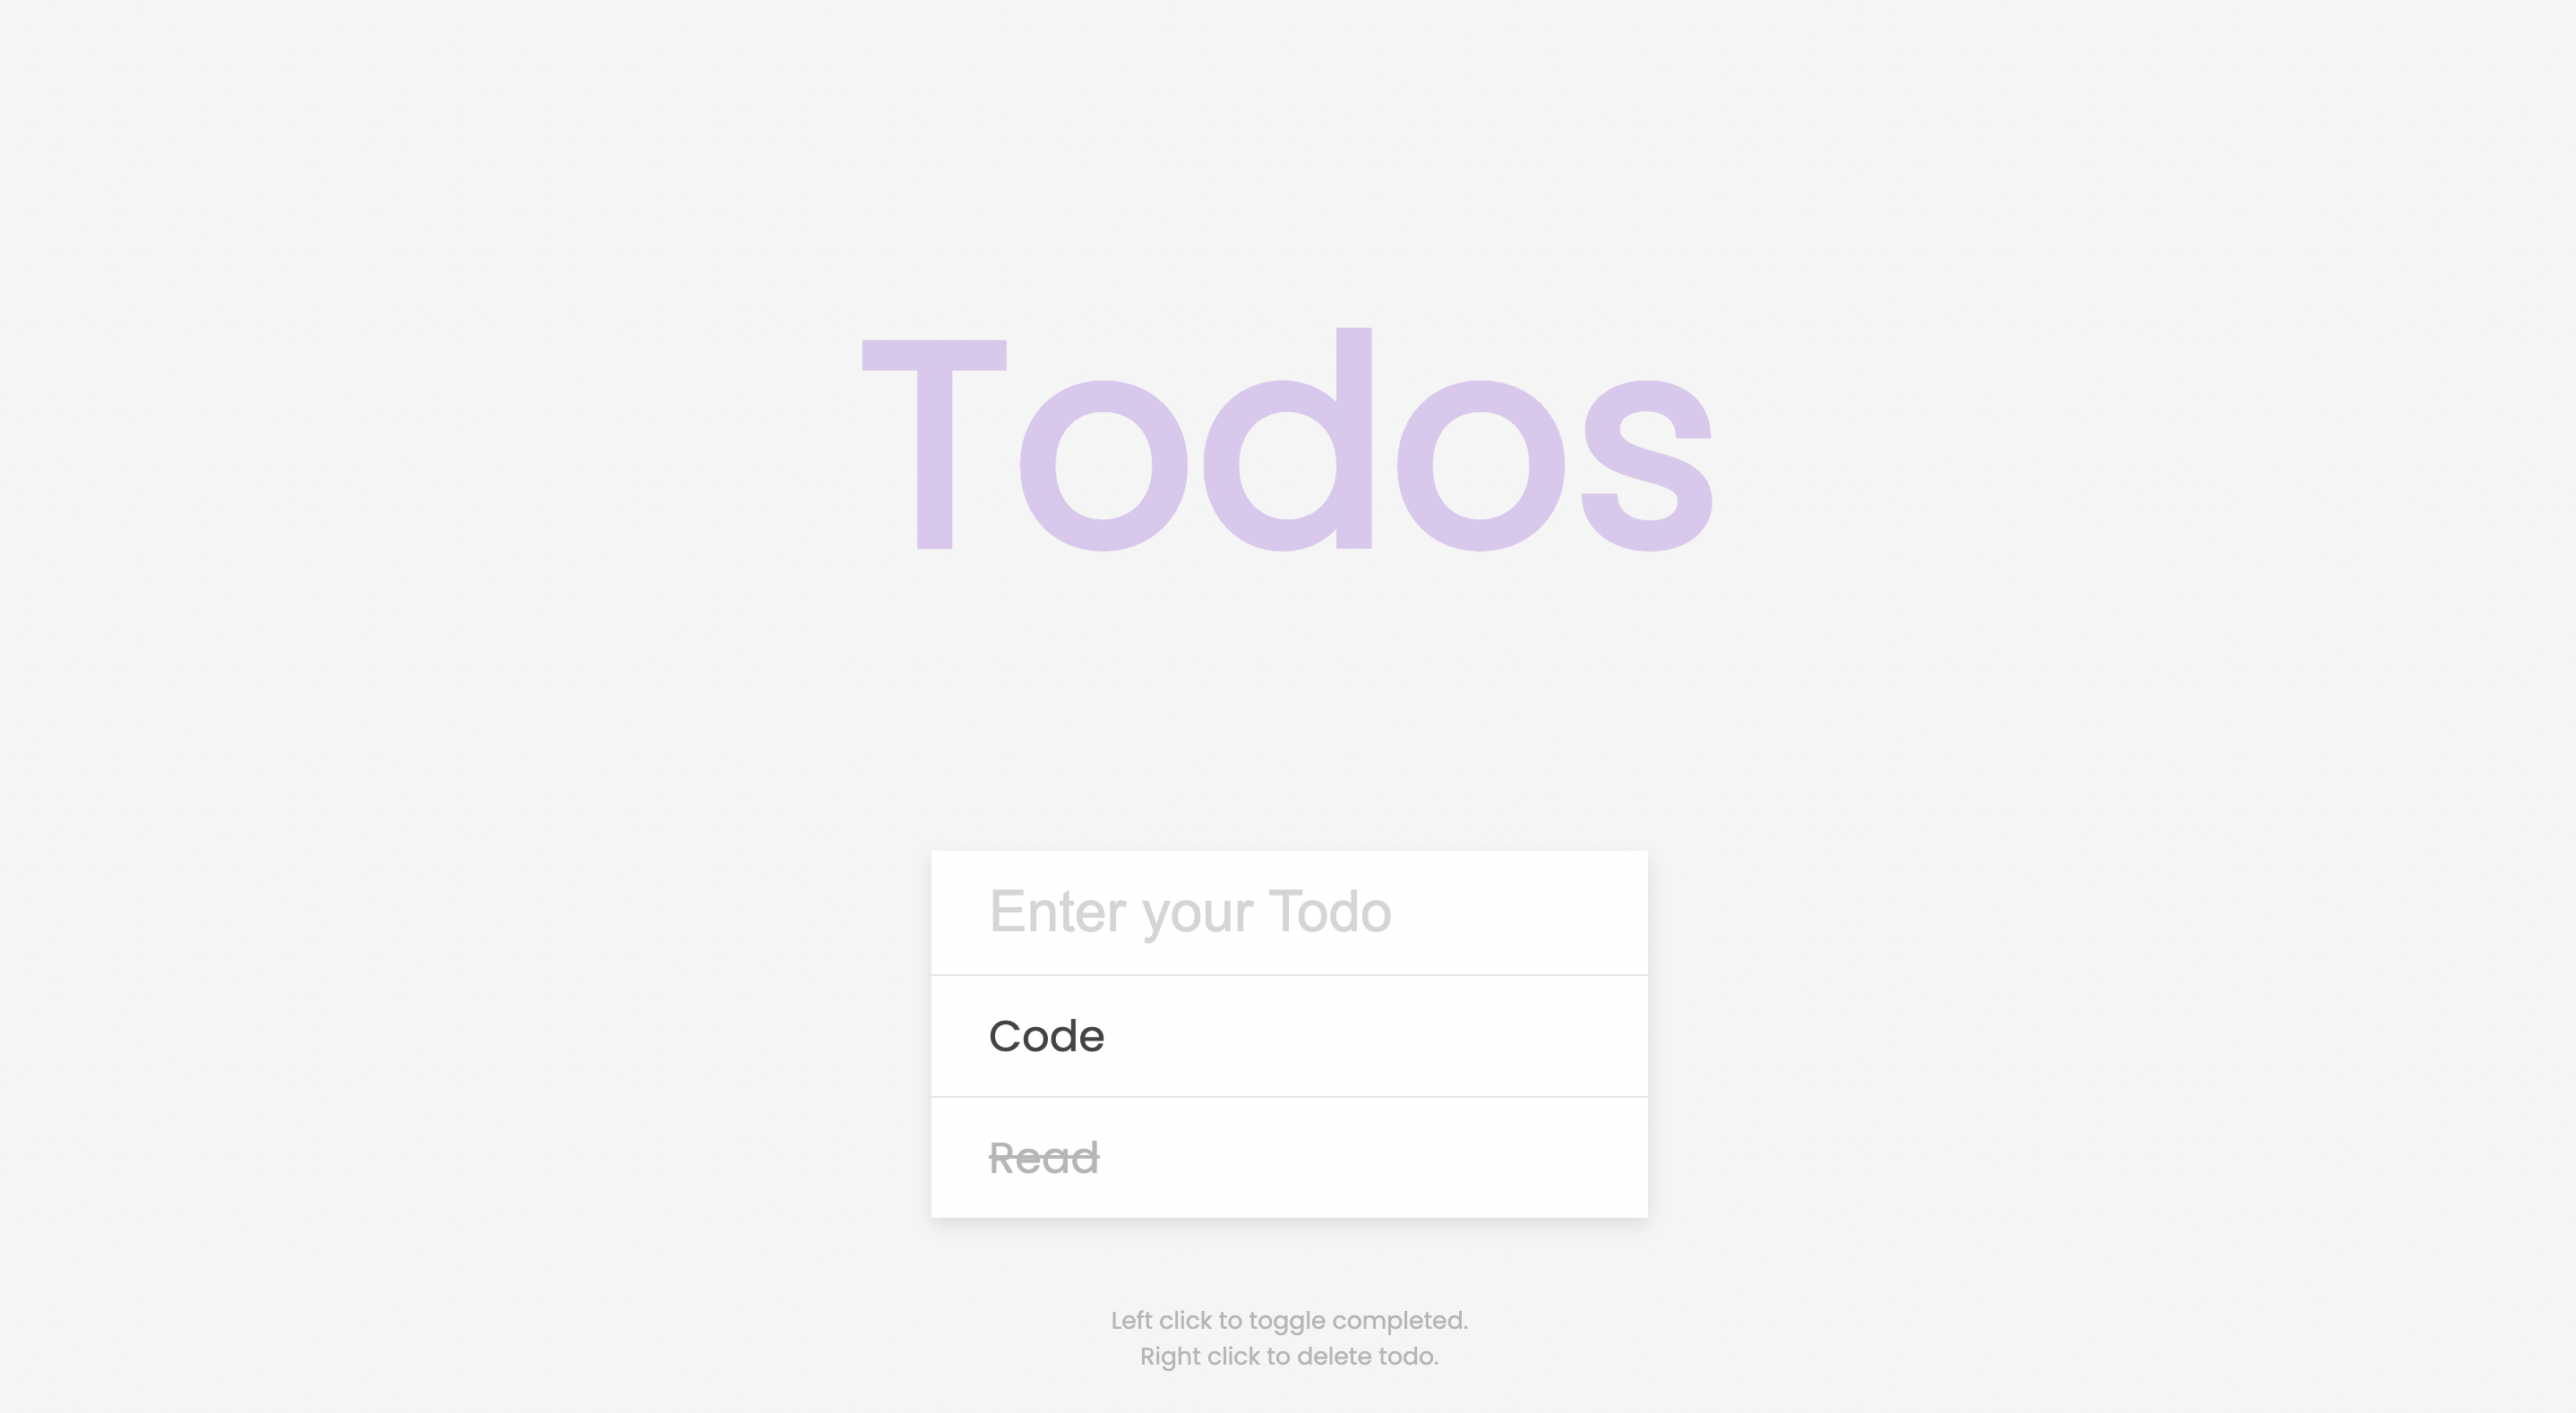 Todos
Enter your Todo
Code
Read
Left click to toggle completed.
Right click to delete todo.